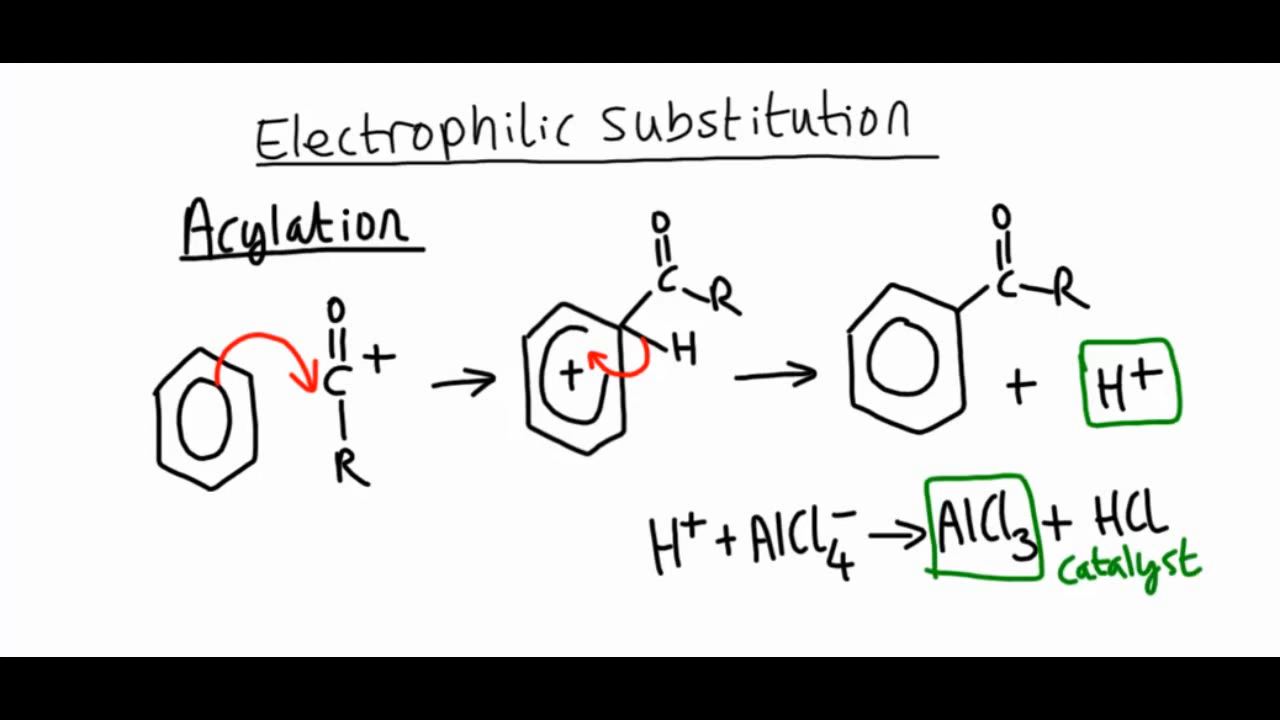 Electrophilic substitution
Acylation
O
C +
R
+
O
C R
H
O
C R
+ H+
H+ + AlCl4- → AlCl3 + HCl
catalyst